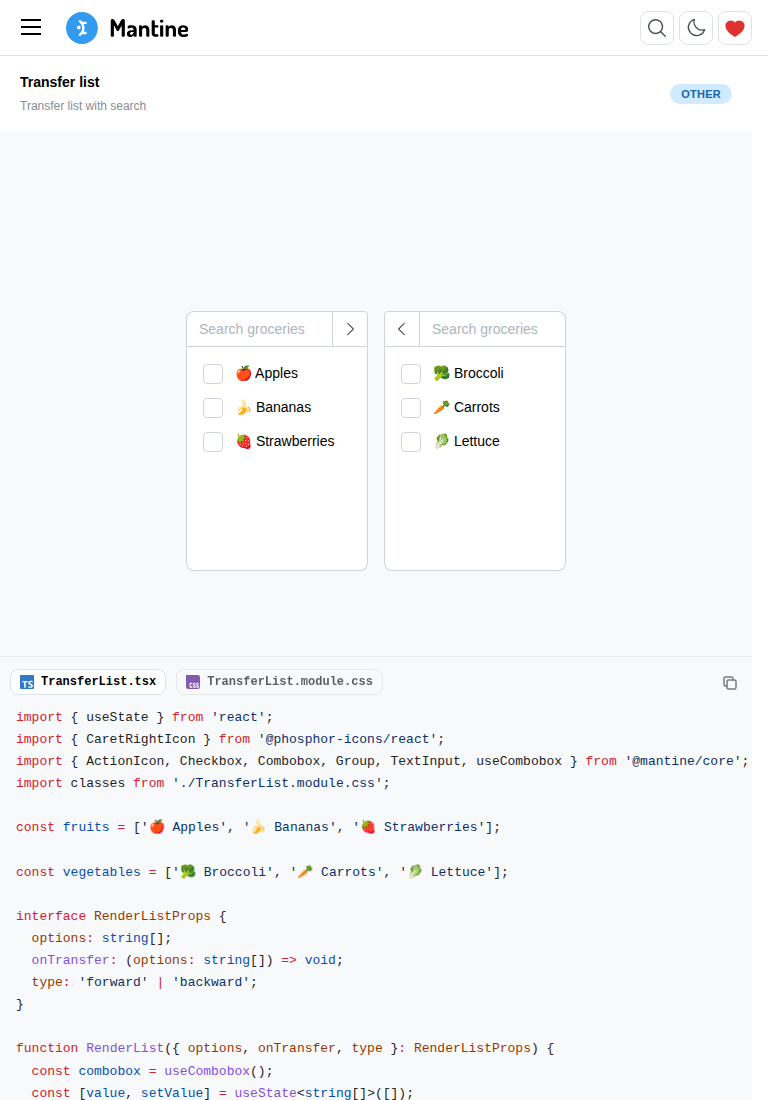 Mantine
Transfer list
Transfer list with search
OTHER
Search groceries
Search groceries
🍎 Apples
🍌 Bananas
🍓 Strawberries
🥦 Broccoli
🥕 Carrots
🥬 Lettuce
TS TransferList.tsx
CSS TransferList.module.css
import { useState } from 'react';
import { CaretRightIcon } from '@phosphor-icons/react';
import { ActionIcon, Checkbox, Combobox, Group, TextInput, useCombobox } from '@mantine/core';
import classes from './TransferList.module.css';
const fruits = ['🍎 Apples', '🍌 Bananas', '🍓 Strawberries'];
const vegetables = ['🥦 Broccoli', '🥕 Carrots', '🥬 Lettuce'];
interface RenderListProps {
  options: string[];
  onTransfer: (options: string[]) => void;
  type: 'forward' | 'backward';
}
function RenderList({ options, onTransfer, type }: RenderListProps) {
  const combobox = useCombobox();
  const [value, setValue] = useState<string[]>([]);